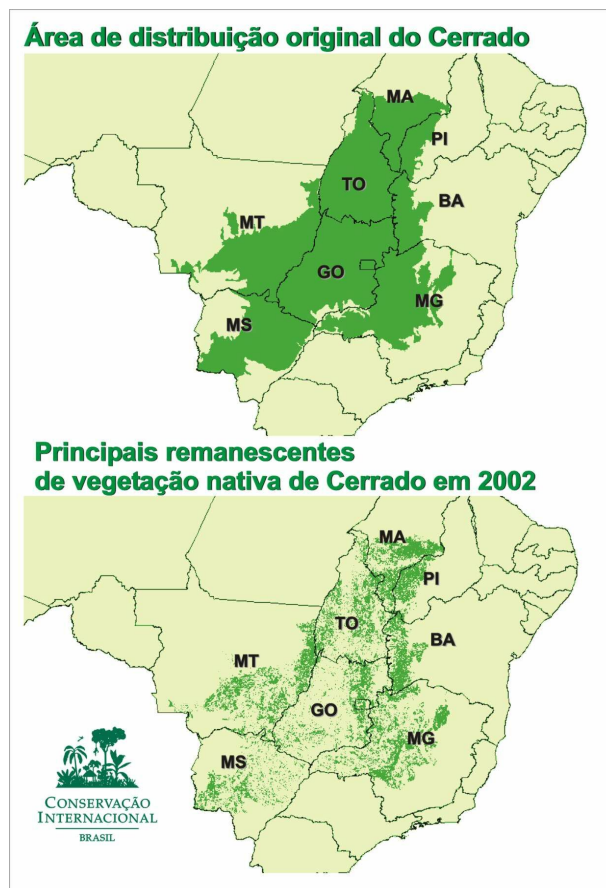 Área de distribuição original do Cerrado
MA
PI
TO
BA
MT
GO
MG
MS
Principais remanescentes
de vegetação nativa de Cerrado em 2002
MA
PI
TO
BA
MT
GO
MG
MS
CONSERVAÇÃO
INTERNACIONAL
BRASIL